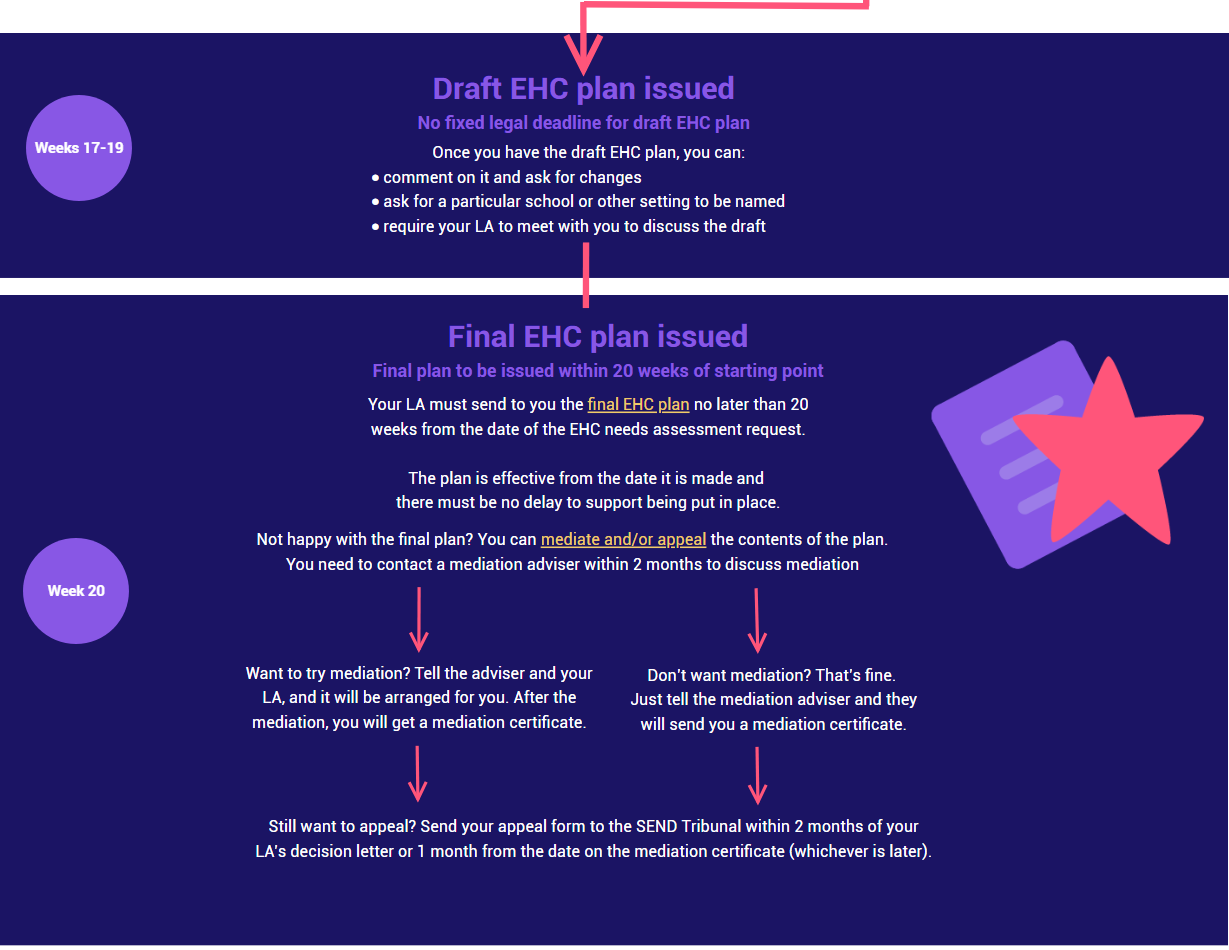 Draft EHC plan issued
No fixed legal deadline for draft EHC plan
Weeks 17-19
Once you have the draft EHC plan, you can:
• comment on it and ask for changes
• ask for a particular school or other setting to be named
• require your LA to meet with you to discuss the draft
Final EHC plan issued
Final plan to be issued within 20 weeks of starting point
Your LA must send to you the final EHC plan no later than 20
weeks from the date of the EHC needs assessment request.
The plan is effective from the date it is made and
there must be no delay to support being put in place.
Not happy with the final plan? You can mediate and/or appeal the contents of the plan.
You need to contact a mediation adviser within 2 months to discuss mediation
Week 20
Want to try mediation? Tell the adviser and your
LA, and it will be arranged for you. After the
mediation, you will get a mediation certificate.
Don't want mediation? That's fine.
Just tell the mediation adviser and they
will send you a mediation certificate.
Still want to appeal? Send your appeal form to the SEND Tribunal within 2 months of your
LA's decision letter or 1 month from the date on the mediation certificate (whichever is later).